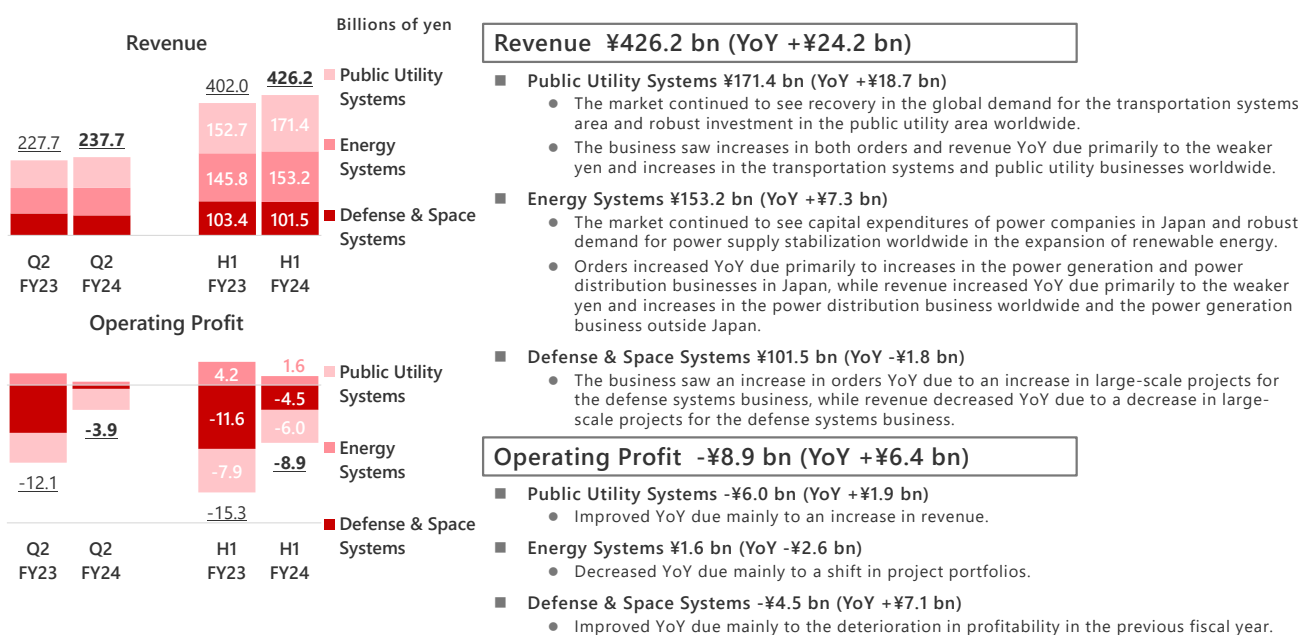 Billions of yen
Revenue
227.7
237.7
402.0
426.2
152.7
171.4
145.8
153.2
103.4
101.5
Public Utility
Systems
Energy
Systems
Defense & Space
Systems
Q2
FY23
Q2
FY24
H1
FY23
H1
FY24
Operating Profit
-12.1
-3.9
4.2
-11.6
-7.9
-15.3
1.6
-4.5
-6.0
-8.9
Public Utility
Systems
Energy
Systems
Defense & Space
Systems
Q2
FY23
Q2
FY24
H1
FY23
H1
FY24
Revenue ¥426.2 bn (YoY +¥24.2 bn)
■ Public Utility Systems ¥171.4 bn (YoY +¥18.7 bn)
● The market continued to see recovery in the global demand for the transportation systems
area and robust investment in the public utility area worldwide.
● The business saw increases in both orders and revenue YoY due primarily to the weaker
yen and increases in the transportation systems and public utility businesses worldwide.
■ Energy Systems ¥153.2 bn (YoY +¥7.3 bn)
● The market continued to see capital expenditures of power companies in Japan and robust
demand for power supply stabilization worldwide in the expansion of renewable energy.
● Orders increased YoY due primarily to increases in the power generation and power
distribution businesses in Japan, while revenue increased YoY due primarily to the weaker
yen and increases in the power distribution business worldwide and the power generation
business outside Japan.
■ Defense & Space Systems ¥101.5 bn (YoY -¥1.8 bn)
● The business saw an increase in orders YoY due to an increase in large-scale projects for
the defense systems business, while revenue decreased YoY due to a decrease in large-
scale projects for the defense systems business.
Operating Profit -¥8.9 bn (YoY +¥6.4 bn)
■ Public Utility Systems -¥6.0 bn (YoY +¥1.9 bn)
● Improved YoY due mainly to an increase in revenue.
■ Energy Systems ¥1.6 bn (YoY -¥2.6 bn)
● Decreased YoY due mainly to a shift in project portfolios.
■ Defense & Space Systems -¥4.5 bn (YoY +¥7.1 bn)
● Improved YoY due mainly to the deterioration in profitability in the previous fiscal year.